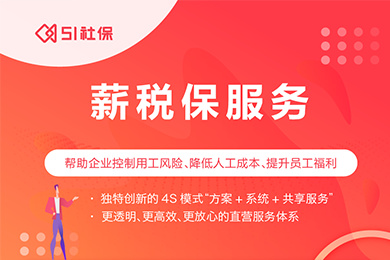 51社保
薪税保服务
帮助企业控制用工风险、降低人工成本、提升员工福利
· 独特创新的 4S 模式“方案 + 系统 + 共享服务”
· 更透明、更高效、更放心的直营服务体系